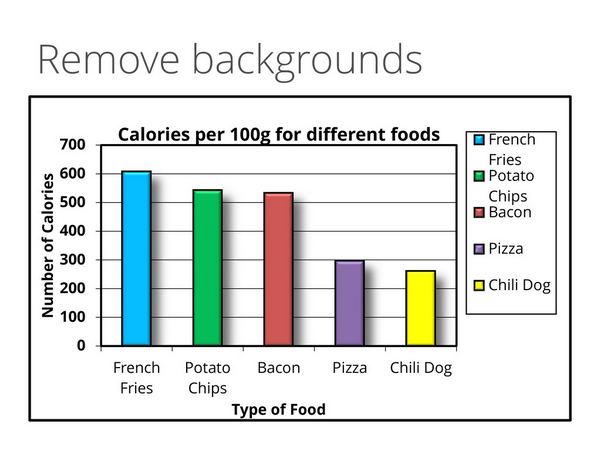 Remove backgrounds
Calories per 100g for different foods
Number of Calories
700
600
500
400
300
200
100
0
French
Fries
Potato
Chips
Bacon
Pizza
Chili Dog
Type of Food
French
Fries
Potato
Chips
Bacon
Pizza
Chili Dog